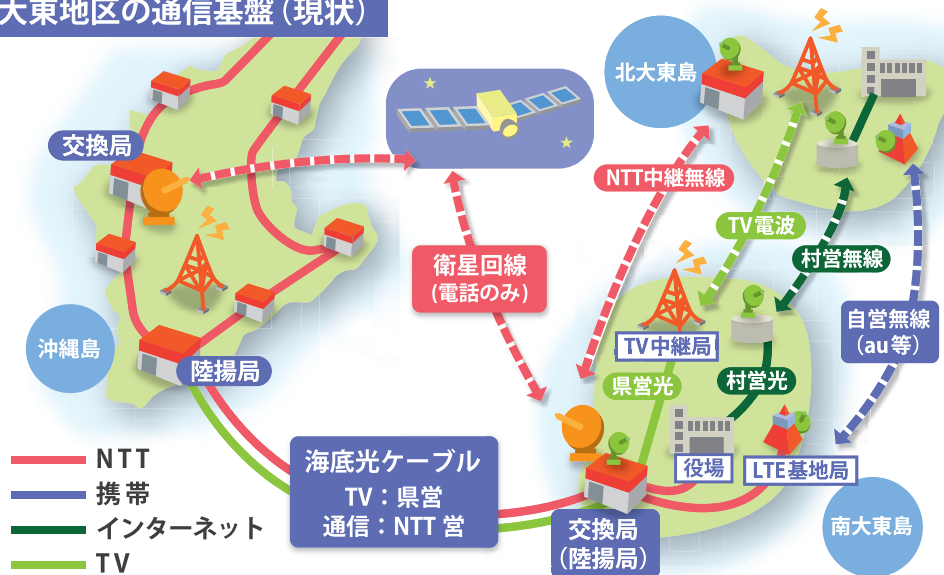 大東地区の通信基盤(現状)
交換局
北大東島
NTT中継無線
TV電波
村営無線
衛星回線
(電話のみ)
自営無線
(au等)
沖縄島
陸揚局
TV中継局
県営光
村営光
役場
LTE基地局
海底光ケーブル
TV:県営
通信:NTT営
交換局
(陸揚局)
南大東島
NTT
携帯
インターネット
TV